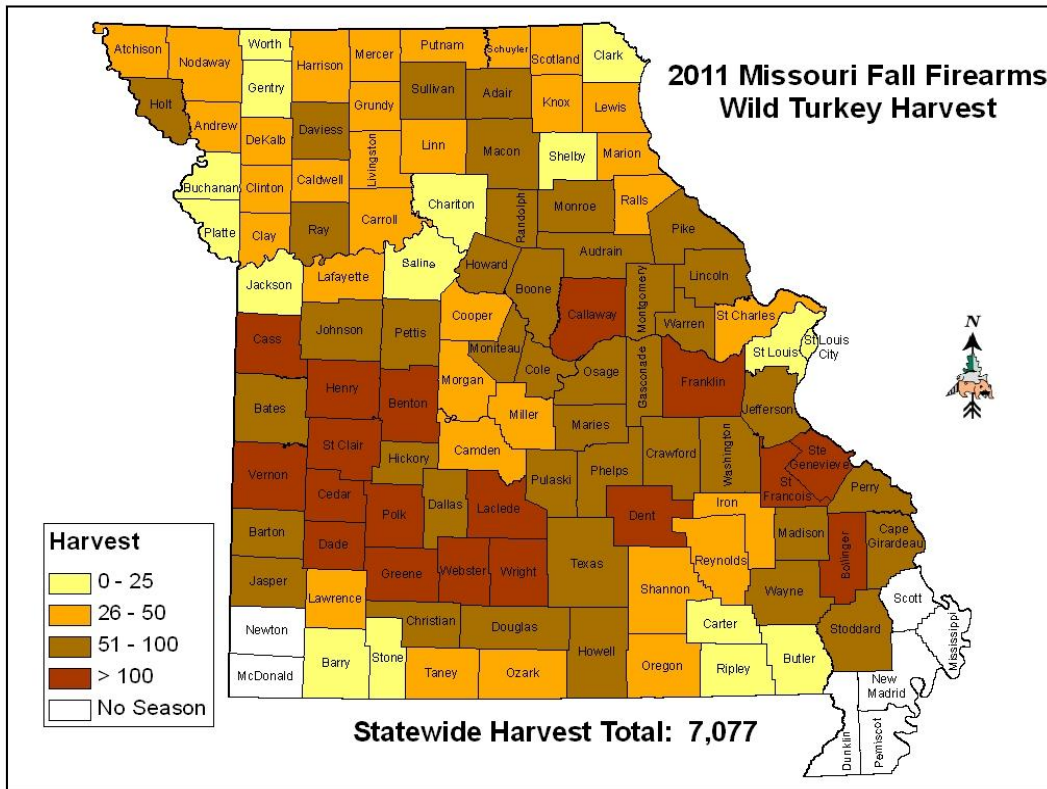 2011 Missouri Fall Firearms
Wild Turkey Harvest
Atchison
Nodaway
Worth
Gentry
Harrison
Mercer
Putnam
Schuyler
Scotland
Clark
Holt
Andrew
DeKalb
Daviess
Grundy
Sullivan
Adair
Knox
Lewis
Buchanan
Clinton
Caldwell
Livingston
Linn
Macon
Shelby
Marion
Platte
Clay
Ray
Carroll
Chariton
Randolph
Monroe
Ralls
Pike
Jackson
Lafayette
Saline
Howard
Boone
Audrain
Callaway
Montgomery
Lincoln
Warren
St Charles
St Louis
St Louis
City
N
Cass
Johnson
Pettis
Cooper
Moniteau
Cole
Osage
Gasconade
Franklin
Jefferson
Bates
Henry
Benton
Morgan
Miller
Maries
Camden
Vernon
St Clair
Hickory
Pulaski
Phelps
Crawford
Washington
St
Francois
Ste
Genevieve
Perry
Cedar
Polk
Dallas
Laclede
Dent
Iron
Madison
Bollinger
Cape
Girardeau
Barton
Dade
Greene
Webster
Wright
Texas
Reynolds
Shannon
Wayne
Jasper
Lawrence
Christian
Douglas
Howell
Carter
Stoddard
Scott
Mississippi
Newton
McDonald
Barry
Stone
Taney
Ozark
Oregon
Ripley
Butler
New
Madrid
Dunklin
Pemiscot
Harvest
0 - 25
26 - 50
51 - 100
> 100
No Season
Statewide Harvest Total: 7,077